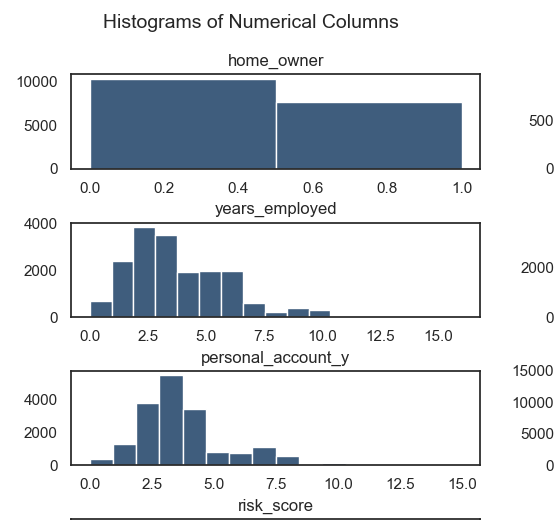 Histograms of Numerical Columns
home_owner
10000
5000
0
0.0 0.2 0.4 0.6 0.8 1.0
500
0
years_employed
4000
2000
0
0.0 2.5 5.0 7.5 10.0 12.5 15.0
2000
0
personal_account_y
4000
2000
0
0.0 2.5 5.0 7.5 10.0 12.5 15.0
15000
10000
5000
0
risk_score